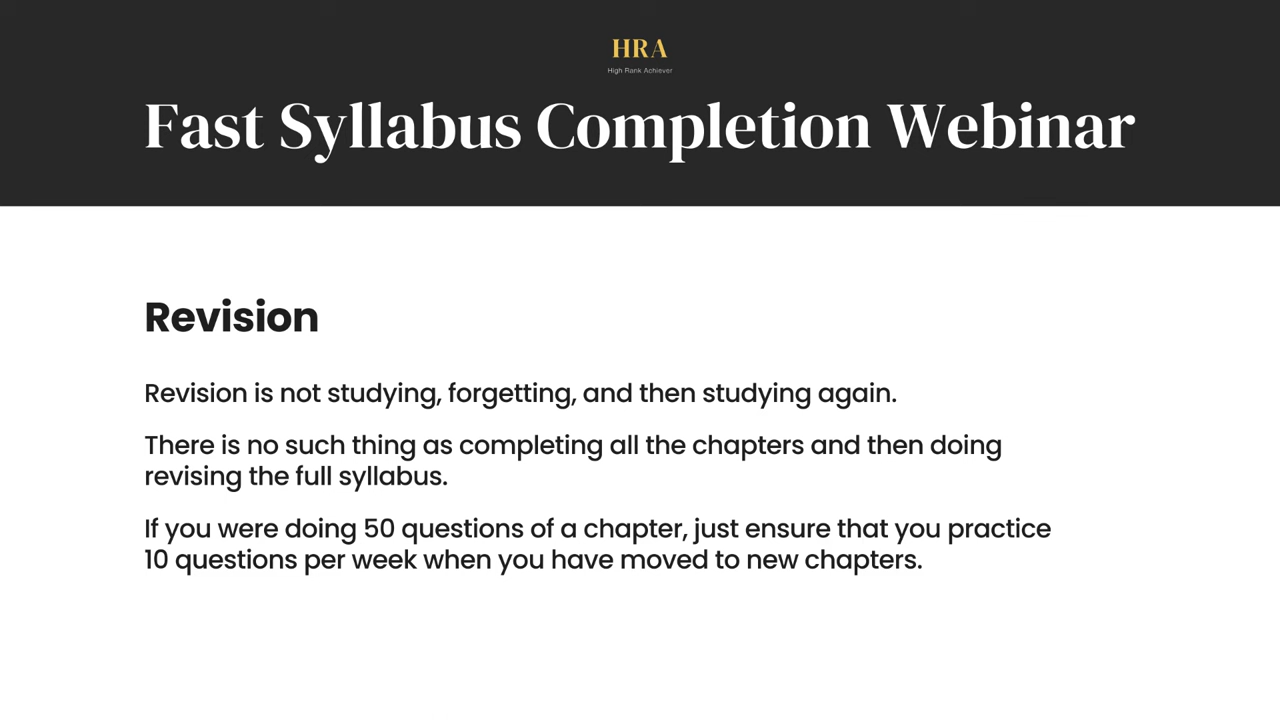 HRA
High Rank Achiever
Fast Syllabus Completion Webinar
Revision
Revision is not studying, forgetting, and then studying again.
There is no such thing as completing all the chapters and then doing
revising the full syllabus.
If you were doing 50 questions of a chapter, just ensure that you practice
10 questions per week when you have moved to new chapters.